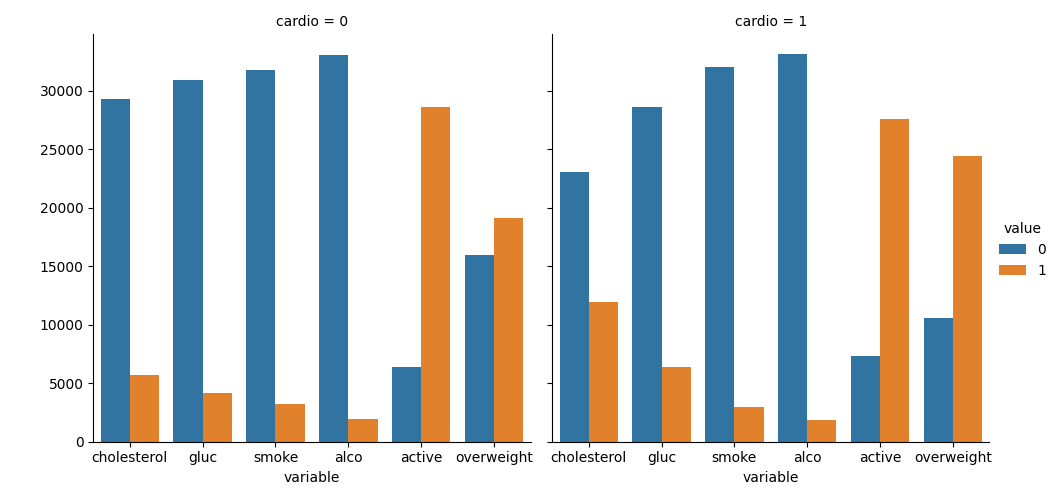 cardio = 0
cardio = 1
30000
25000
20000
15000
10000
5000
0
cholesterol gluc smoke alco active overweight
variable
cholesterol gluc smoke alco active overweight
variable
value
0
1